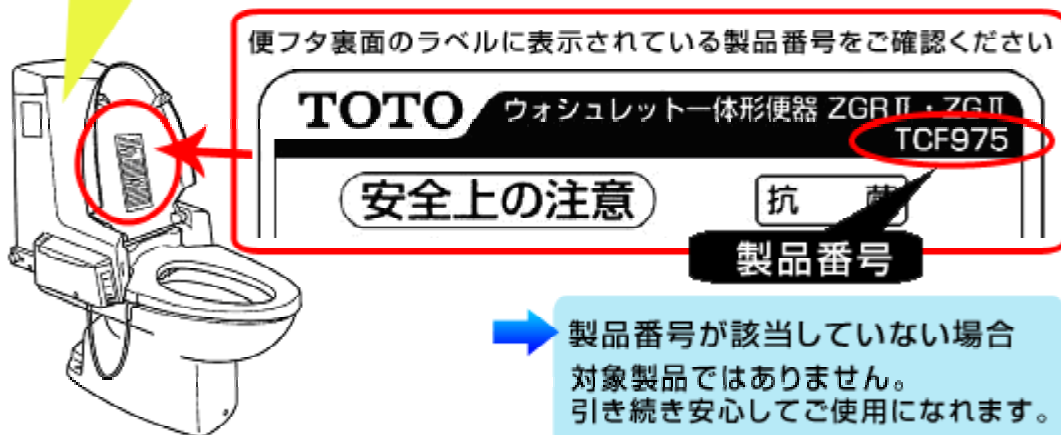 便フタ裏面のラベルに表示されている製品番号をご確認ください
TOTO ウォシュレット一体形便器 ZGRⅡ・ZGⅡ
TCF975
安全上の注意
抗 菌
製品番号
製品番号が該当していない場合
対象製品ではありません。
引き続き安心してご使用になれます。